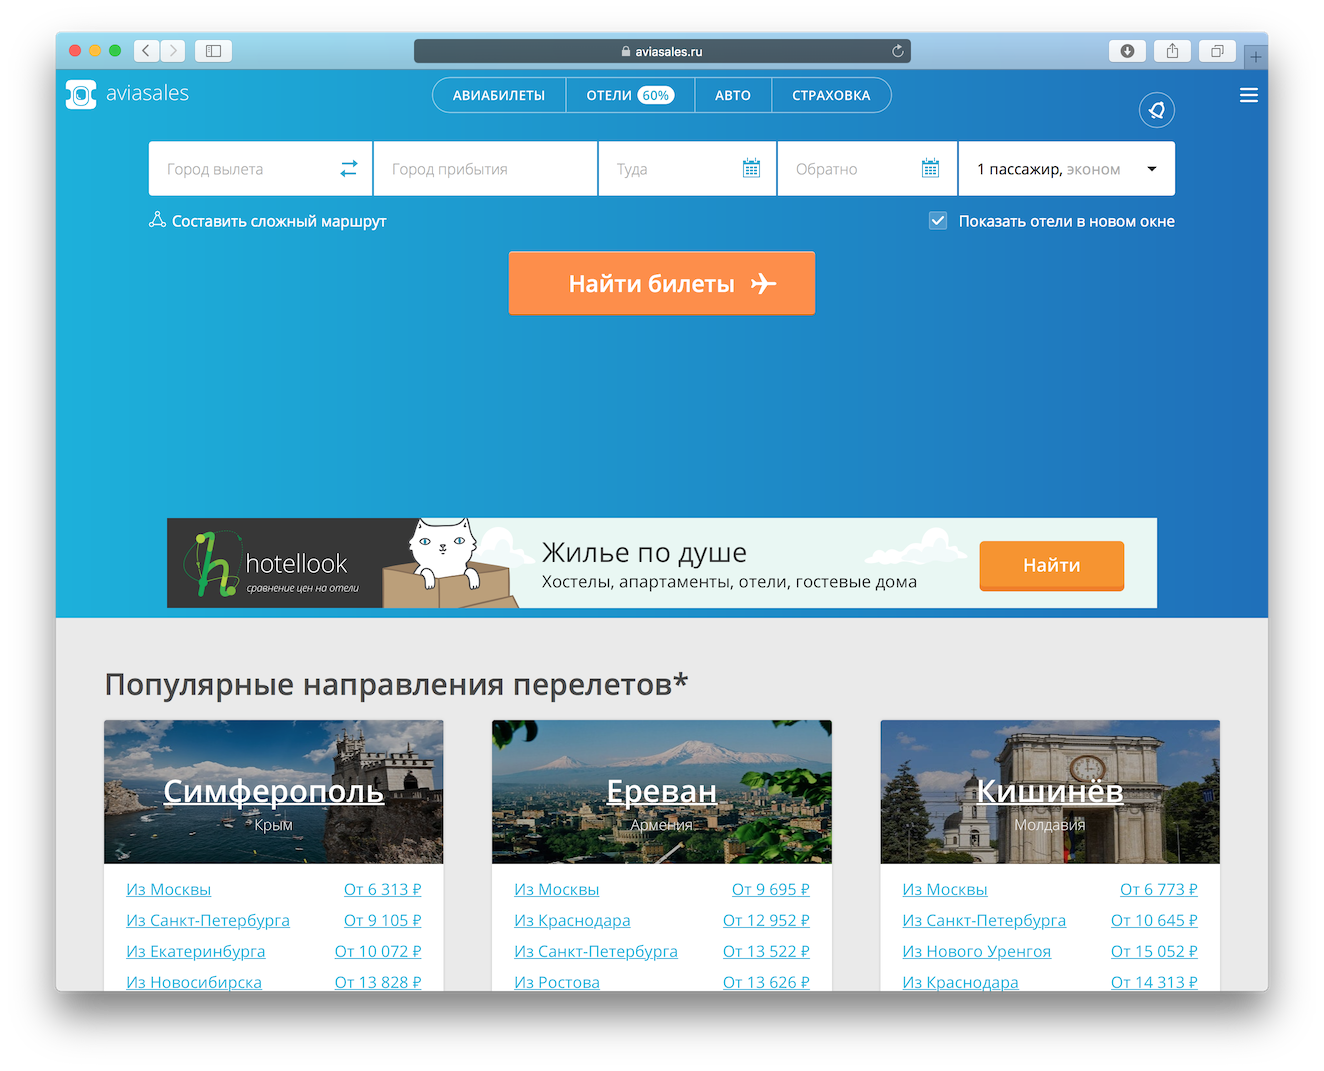 aviasales.ru
aviasales
АВИАБИЛЕТЫ
ОТЕЛИ 60%
АВТО
СТРАХОВКА
Город вылета
Город прибытия
Туда
Обратно
1 пассажир, эконом
Составить сложный маршрут
Показать отели в новом окне
Найти билеты
hotellook
сравнение цен на отели
Жилье по душе
Хостелы, апартаменты, отели, гостевые дома
Найти
Популярные направления перелетов*
Симферополь
Крым
Из Москвы От 6 313 ₽
Из Санкт-Петербурга От 9 105 ₽
Из Екатеринбурга От 10 072 ₽
Из Новосибирска От 13 828 ₽
Ереван
Армения
Из Москвы От 9 695 ₽
Из Краснодара От 12 952 ₽
Из Санкт-Петербурга От 13 522 ₽
Из Ростова От 13 626 ₽
Кишинёв
Молдавия
Из Москвы От 6 773 ₽
Из Санкт-Петербурга От 10 645 ₽
Из Нового Уренгоя От 15 052 ₽
Из Краснодара От 14 313 ₽